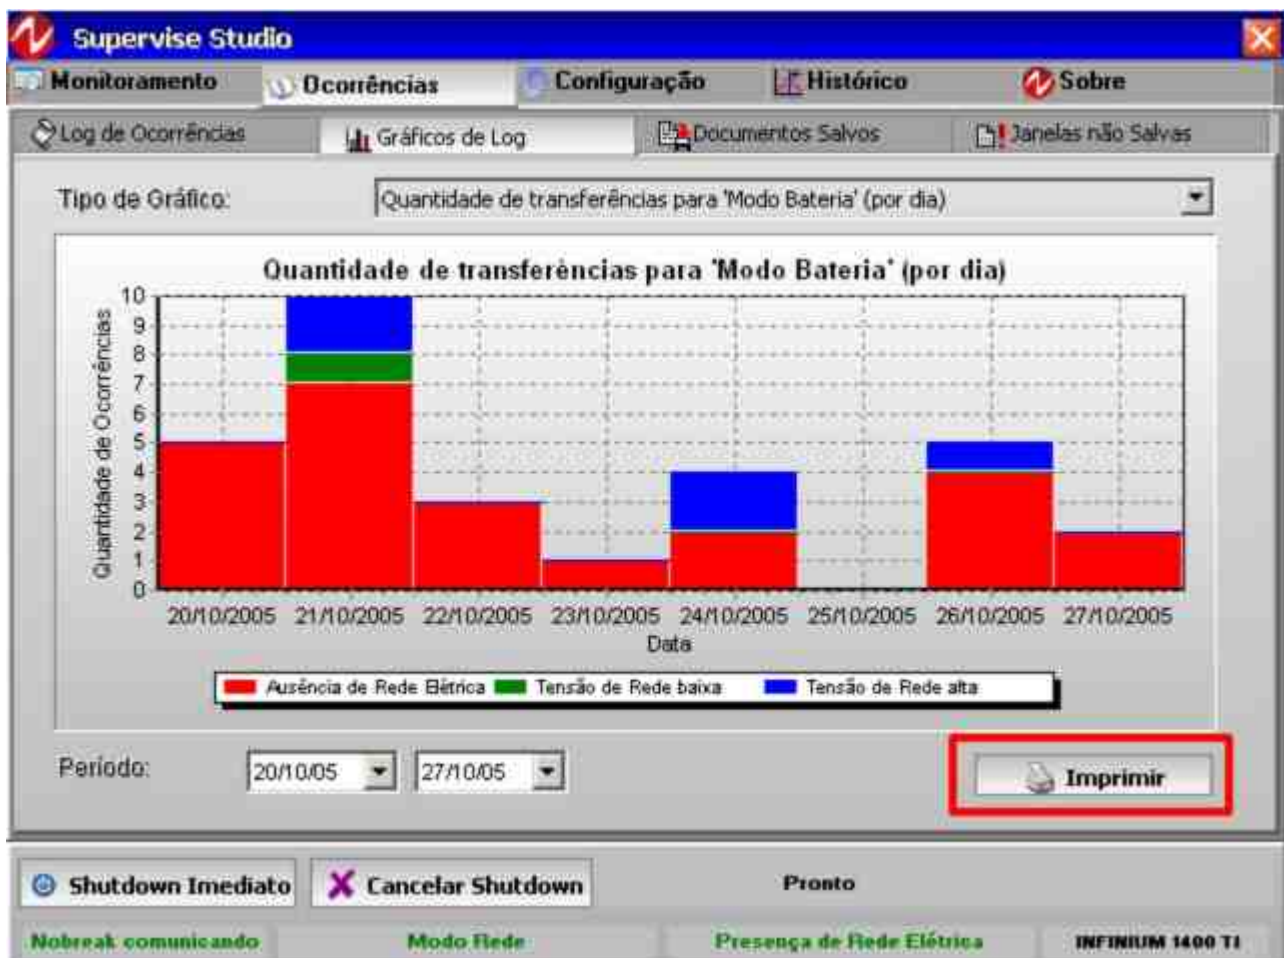 Supervise Studio
Monitoramento Ocorrências Configuração Histórico Sobre
Log de Ocorrências Gráficos de Log Documentos Salvos Janelas não Salvas
Tipo de Gráfico: Quantidade de transferências para 'Modo Bateria' (por dia)
Quantidade de transferências para 'Modo Bateria' (por dia)
Quantidade de Ocorrências
10
9
8
7
6
5
4
3
2
1
0
20/10/2005 21/10/2005 22/10/2005 23/10/2005 24/10/2005 25/10/2005 26/10/2005 27/10/2005
Data
Ausência de Rede Elétrica Tensão de Rede baixa Tensão de Rede alta
Período: 20/10/05 27/10/05 Imprimir
Shutdown Imediato Cancelar Shutdown Pronto
Nobreak comunicando Modo Rede Presença de Rede Elétrica INFINIUM 1400 TI